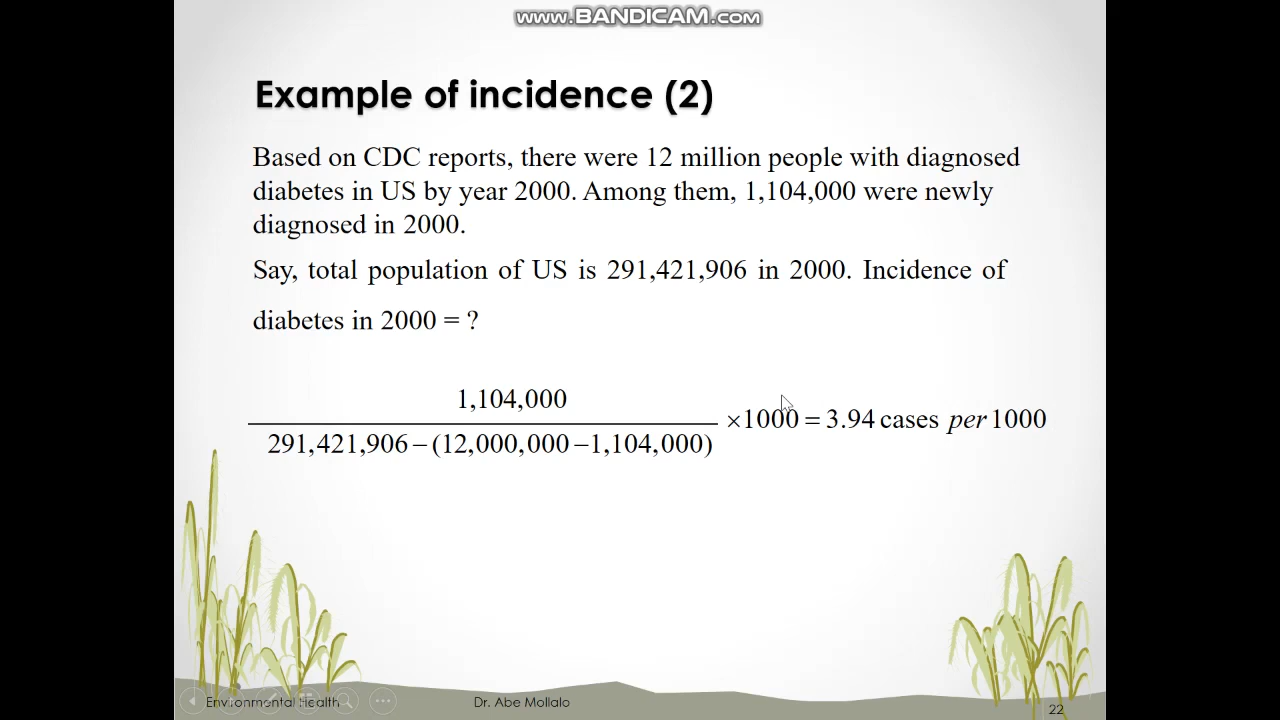 www.BANDICAM.com
Example of incidence (2)
Based on CDC reports, there were 12 million people with diagnosed
diabetes in US by year 2000. Among them, 1,104,000 were newly
diagnosed in 2000.
Say, total population of US is 291,421,906 in 2000. Incidence of
diabetes in 2000 = ?
1,104,000
291,421,906 − (12,000,000 −1,104,000)
×1000 = 3.94 cases per 1000
Environmental Health
Dr. Abe Mollalo
22